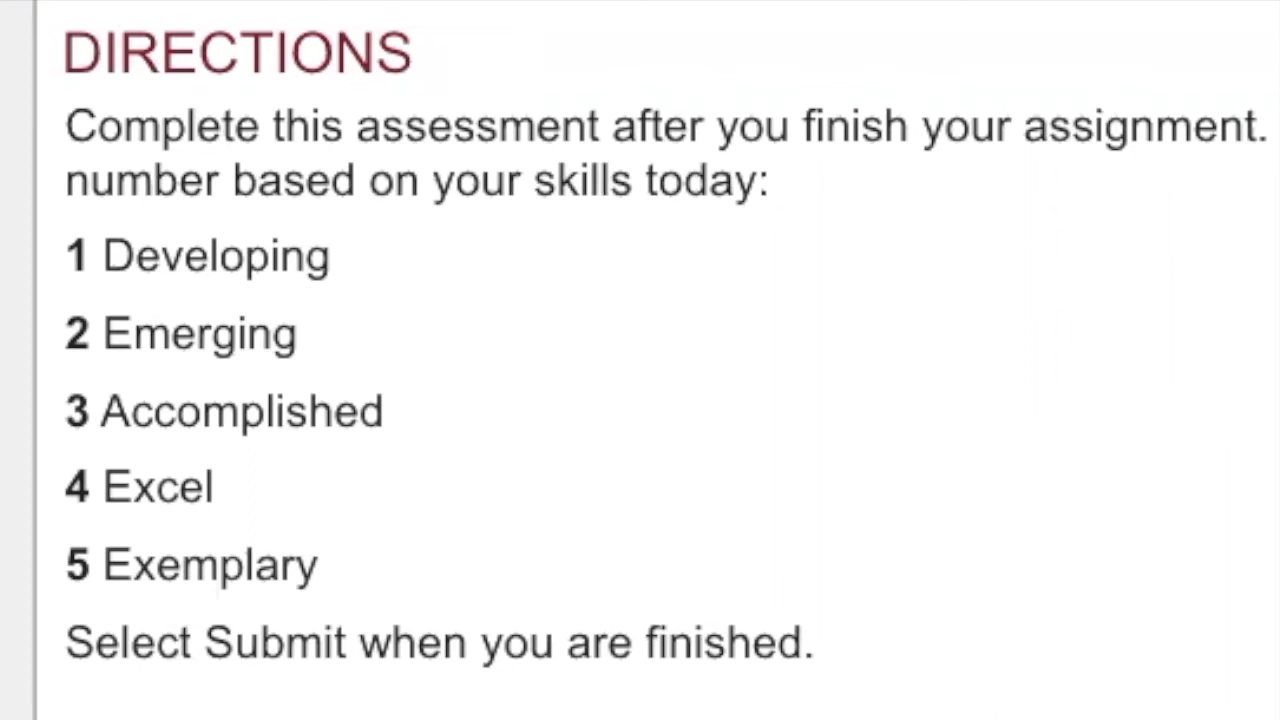 DIRECTIONS
Complete this assessment after you finish your assignment.
number based on your skills today:
1 Developing
2 Emerging
3 Accomplished
4 Excel
5 Exemplary
Select Submit when you are finished.